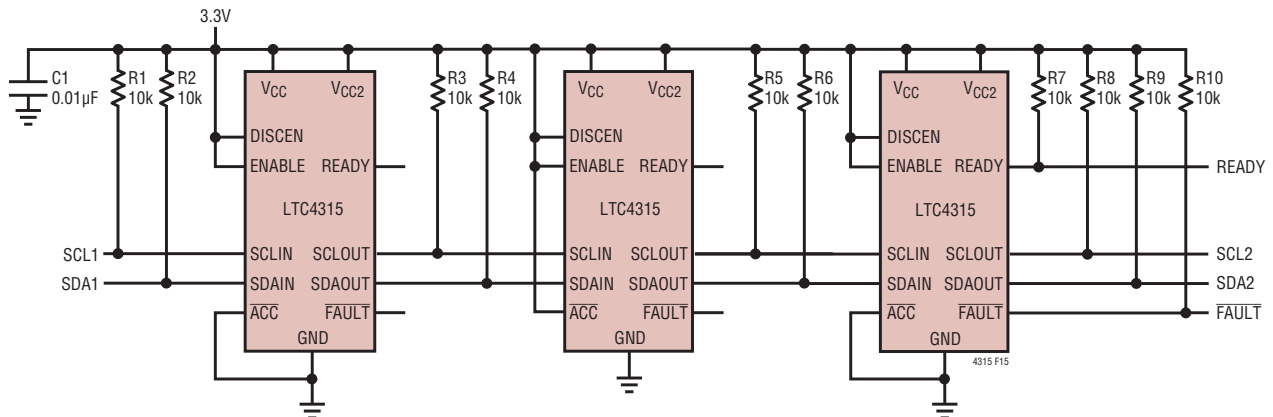 3.3V
C1
0.01µF
R1
10k
R2
10k
R3
10k
R4
10k
R5
10k
R6
10k
R7
10k
R8
10k
R9
10k
R10
10k
VCC
VCC2
DISCEN
ENABLE
READY
LTC4315
SCLIN
SCLOUT
SDAIN
SDAOUT
ACC
FAULT
GND
VCC
VCC2
DISCEN
ENABLE
READY
LTC4315
SCLIN
SCLOUT
SDAIN
SDAOUT
ACC
FAULT
GND
VCC
VCC2
DISCEN
ENABLE
READY
LTC4315
SCLIN
SCLOUT
SDAIN
SDAOUT
ACC
FAULT
GND
SCL1
SDA1
READY
SCL2
SDA2
FAULT
4315 F15